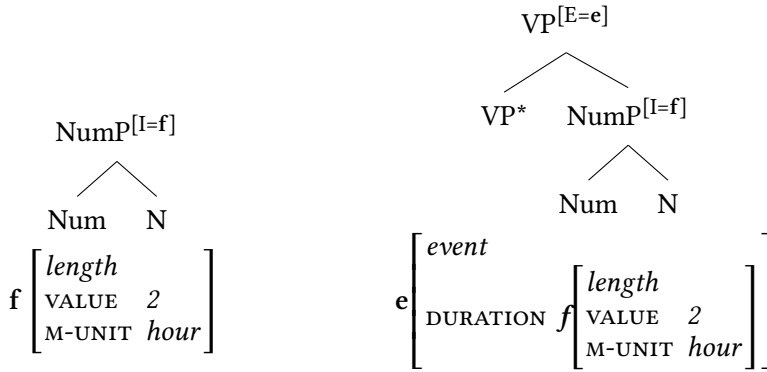 NumP[I=f]
Num N
f [length
VALUE 2
M-UNIT hour]
VP[E=e]
VP* NumP[I=f]
Num N
e [event
DURATION f [length
VALUE 2
M-UNIT hour]]